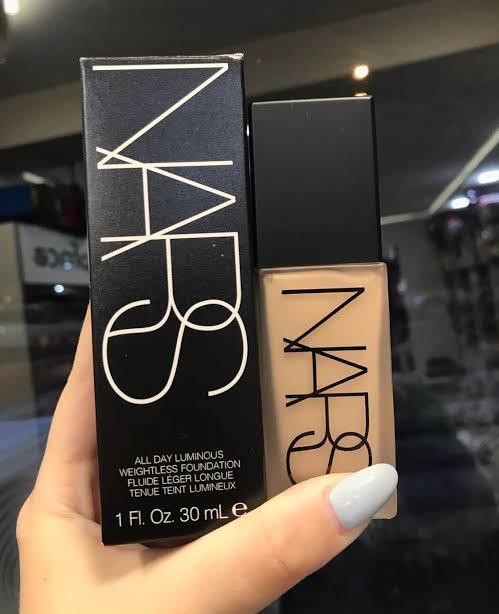 NARS
ALL DAY LUMINOUS
WEIGHTLESS FOUNDATION
FLUIDE LÉGER LONGUE
TENUE TEINT LUMINEUX
1 Fl. Oz. 30 mL e
NARS